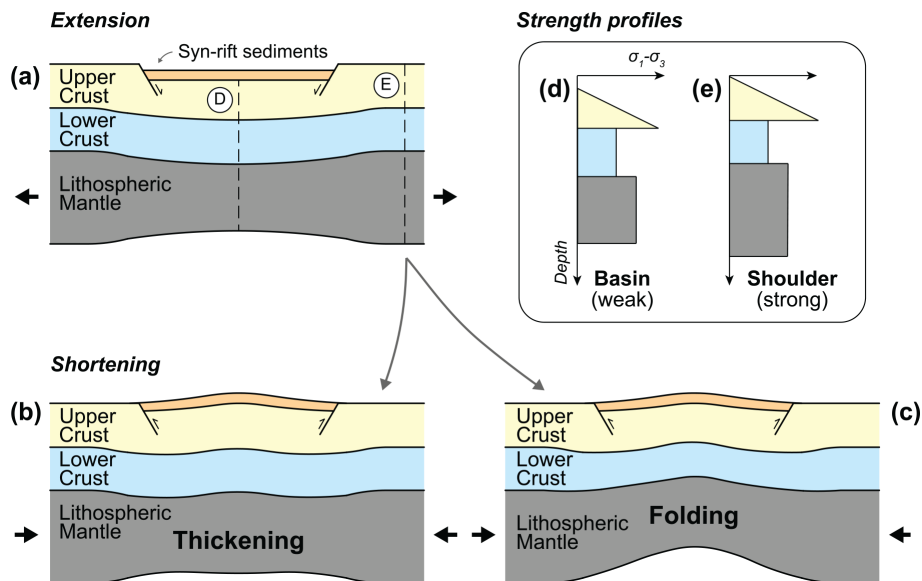 Extension
Strength profiles
Syn-rift sediments
(a)
Upper
Crust
D
E
Lower
Crust
Lithospheric
Mantle
σ1-σ3
(d)
(e)
Depth
Basin
(weak)
Shoulder
(strong)
Shortening
(b)
Upper
Crust
Lower
Crust
Lithospheric
Mantle
Thickening
(c)
Upper
Crust
Lower
Crust
Lithospheric
Mantle
Folding